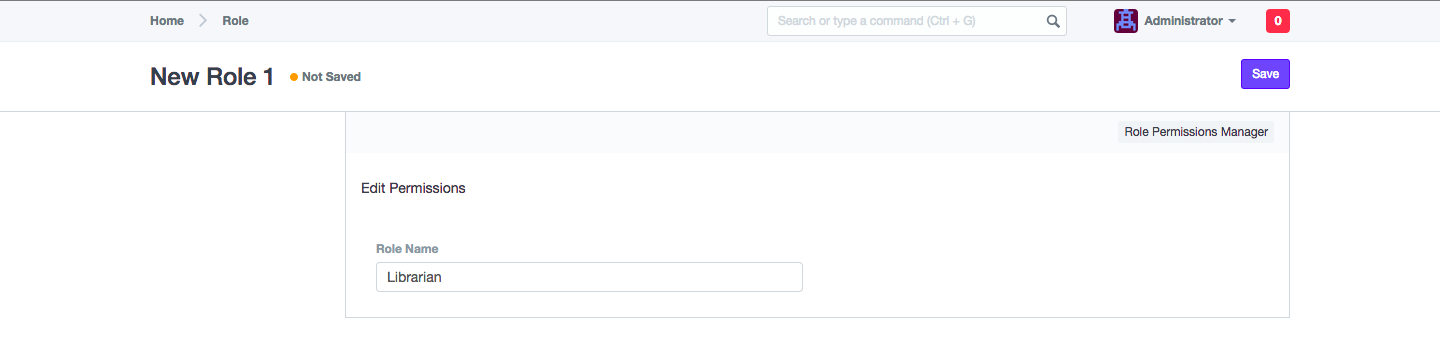 Home Role Search or type a command (Ctrl + G) Administrator 0
New Role 1 Not Saved Save
Role Permissions Manager
Edit Permissions
Role Name
Librarian